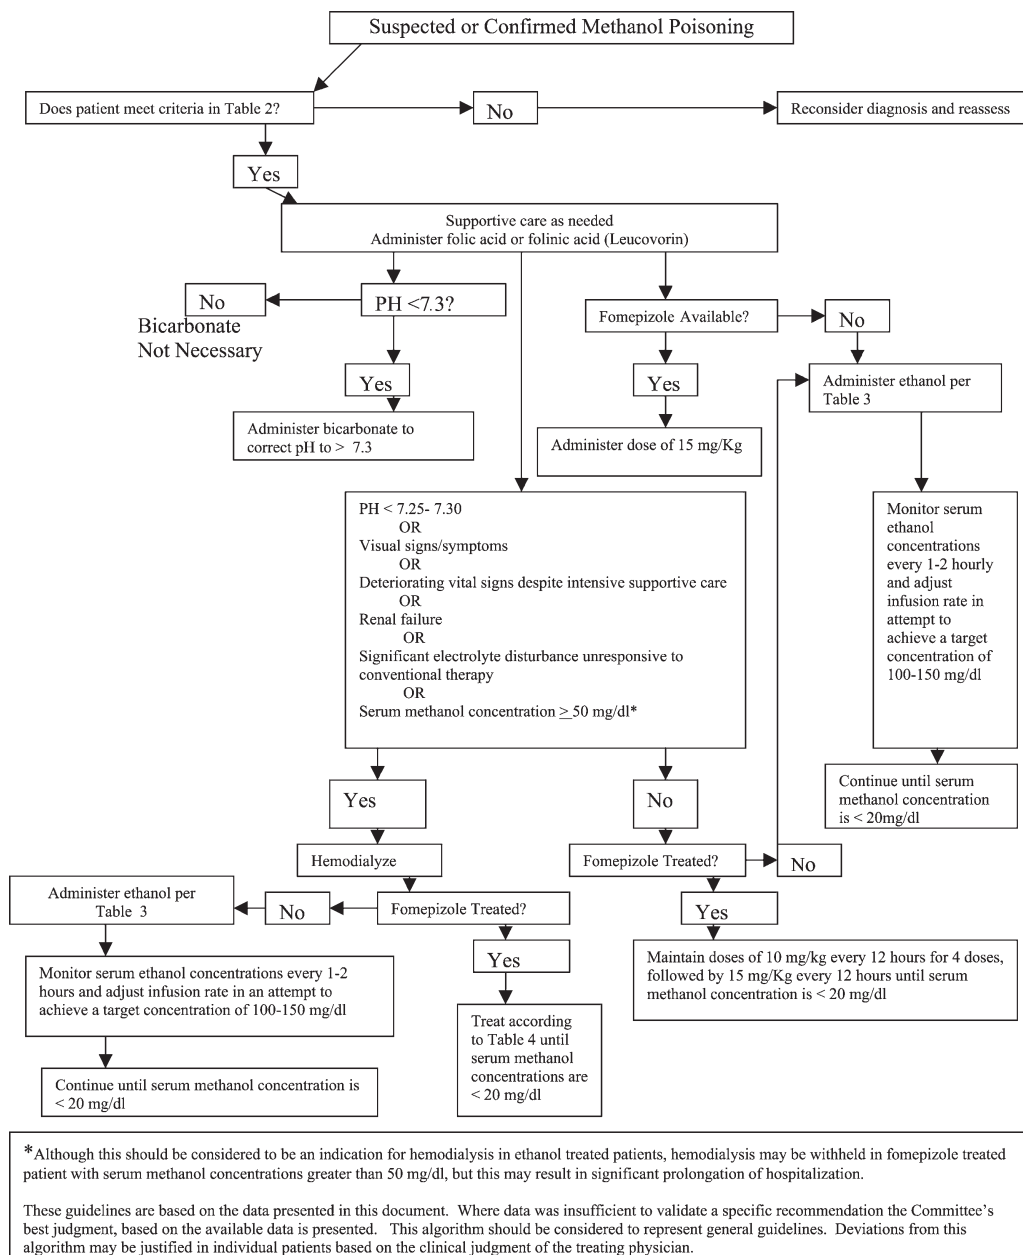 Suspected or Confirmed Methanol Poisoning
Does patient meet criteria in Table 2?
No
Reconsider diagnosis and reassess
Yes
Supportive care as needed
Administer folic acid or folinic acid (Leucovorin)
No
PH <7.3?
Bicarbonate
Not Necessary
Fomepizole Available?
No
Yes
Yes
Administer ethanol per
Table 3
Administer bicarbonate to
correct pH to > 7.3
Administer dose of 15 mg/Kg
PH < 7.25- 7.30
OR
Visual signs/symptoms
OR
Deteriorating vital signs despite intensive supportive care
OR
Renal failure
OR
Significant electrolyte disturbance unresponsive to
conventional therapy
OR
Serum methanol concentration > 50 mg/dl*
Monitor serum
ethanol
concentrations
every 1-2 hourly
and adjust
infusion rate in
attempt to
achieve a target
concentration of
100-150 mg/dl
Continue until serum
methanol concentration
is < 20mg/dl
Yes
No
Hemodialyze
Fomepizole Treated?
No
Administer ethanol per
Table 3
No
Fomepizole Treated?
Yes
Yes
Maintain doses of 10 mg/kg every 12 hours for 4 doses,
followed by 15 mg/Kg every 12 hours until serum
methanol concentration is < 20 mg/dl
Monitor serum ethanol concentrations every 1-2
hours and adjust infusion rate in an attempt to
achieve a target concentration of 100-150 mg/dl
Treat according
to Table 4 until
serum methanol
concentrations are
< 20 mg/dl
Continue until serum methanol concentration is
< 20 mg/dl
*Although this should be considered to be an indication for hemodialysis in ethanol treated patients, hemodialysis may be withheld in fomepizole treated
patient with serum methanol concentrations greater than 50 mg/dl, but this may result in significant prolongation of hospitalization.
These guidelines are based on the data presented in this document. Where data was insufficient to validate a specific recommendation the Committee's
best judgment, based on the available data is presented. This algorithm should be considered to represent general guidelines. Deviations from this
algorithm may be justified in individual patients based on the clinical judgment of the treating physician.